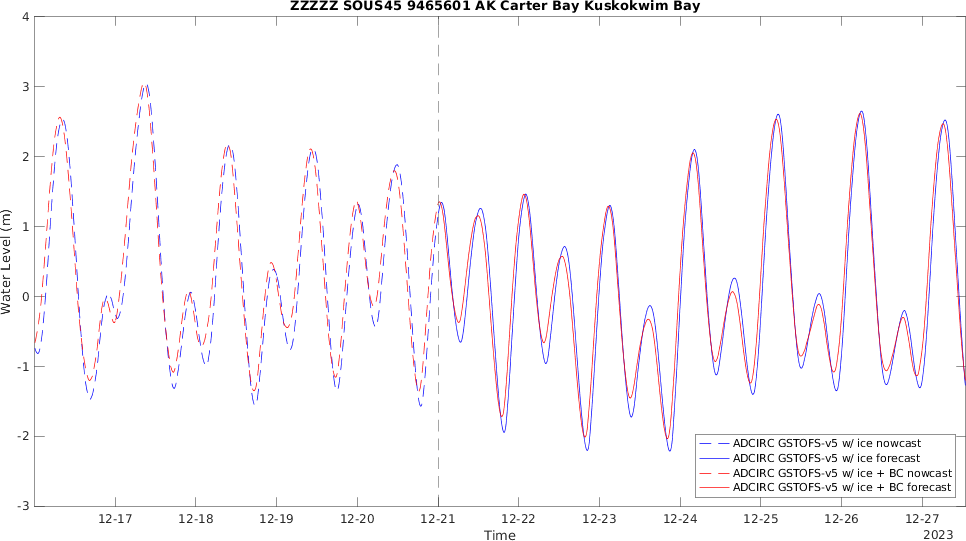 ZZZZZ SOUS45 9465601 AK Carter Bay Kuskokwim Bay
4
3
2
1
0
-1
-2
-3
Water Level (m)
ADCIRC GSTOFS-v5 w/ ice nowcast
ADCIRC GSTOFS-v5 w/ ice forecast
ADCIRC GSTOFS-v5 w/ ice + BC nowcast
ADCIRC GSTOFS-v5 w/ ice + BC forecast
12-17 12-18 12-19 12-20 12-21 12-22 12-23 12-24 12-25 12-26 12-27
Time
2023